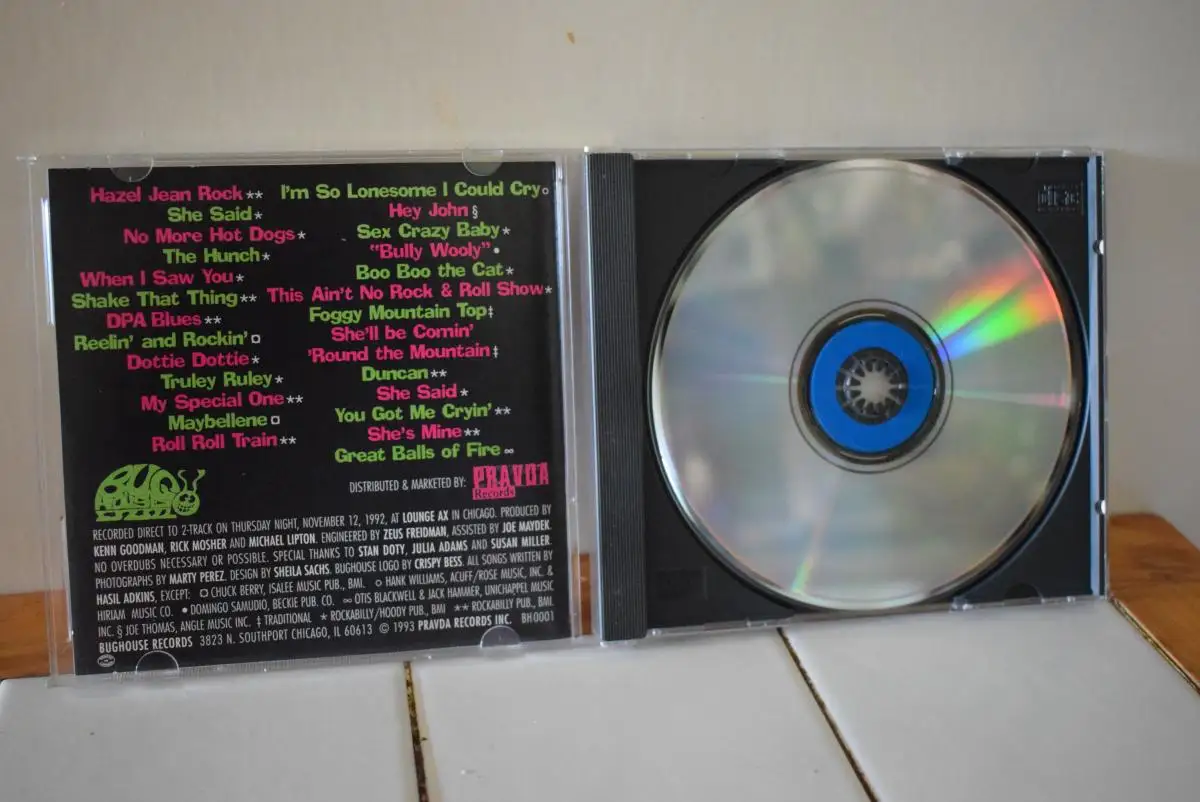 Hazel Jean Rock**
She Said*
No More Hot Dogs*
The Hunch*
When I Saw You*
Shake That Thing**
DPA Blues**
Reelin' and Rockin'□
Dottie Dottie*
Truley Ruley*
My Special One**
Maybellene□
Roll Roll Train**
I'm So Lonesome I Could Cry○
Hey John§
Sex Crazy Baby*
"Bully Wooly"•
Boo Boo the Cat*
This Ain't No Rock & Roll Show*
Foggy Mountain Top‡
She'll be Comin'
'Round the Mountain‡
Duncan**
She Said*
You Got Me Cryin'**
She's Mine**
Great Balls of Fire∞
DISTRIBUTED & MARKETED BY: PRAVDA
Records
BUG
HOUSE
RECORDED DIRECT TO 2-TRACK ON THURSDAY NIGHT, NOVEMBER 12, 1992, AT LOUNGE AX IN CHICAGO. PRODUCED BY
KENN GOODMAN, RICK MOSHER AND MICHAEL LIPTON. ENGINEERED BY ZEUS FREIDMAN, ASSISTED BY JOE MAYDEK.
NO OVERDUBS NECESSARY OR POSSIBLE. SPECIAL THANKS TO STAN DOTY, JULIA ADAMS AND SUSAN MILLER.
PHOTOGRAPHS BY MARTY PEREZ. DESIGN BY SHEILA SACHS. BUGHOUSE LOGO BY CRISPY BESS. ALL SONGS WRITTEN BY
HASIL ADKINS, EXCEPT: □ CHUCK BERRY, ISALEE MUSIC PUB., BMI. ○ HANK WILLIAMS, ACUFF/ROSE MUSIC, INC. &
HIRIAM MUSIC CO. • DOMINGO SAMUDIO, BECKIE PUB. CO. ∞ OTIS BLACKWELL & JACK HAMMER, UNICHAPPEL MUSIC
INC. § JOE THOMAS, ANGLE MUSIC INC. ‡ TRADITIONAL * ROCKABILLY/HOODY PUB., BMI ** ROCKABILLY PUB., BMI.
BUGHOUSE RECORDS 3823 N. SOUTHPORT CHICAGO, IL 60613 © 1993 PRAVDA RECORDS INC. BH0001
DISC